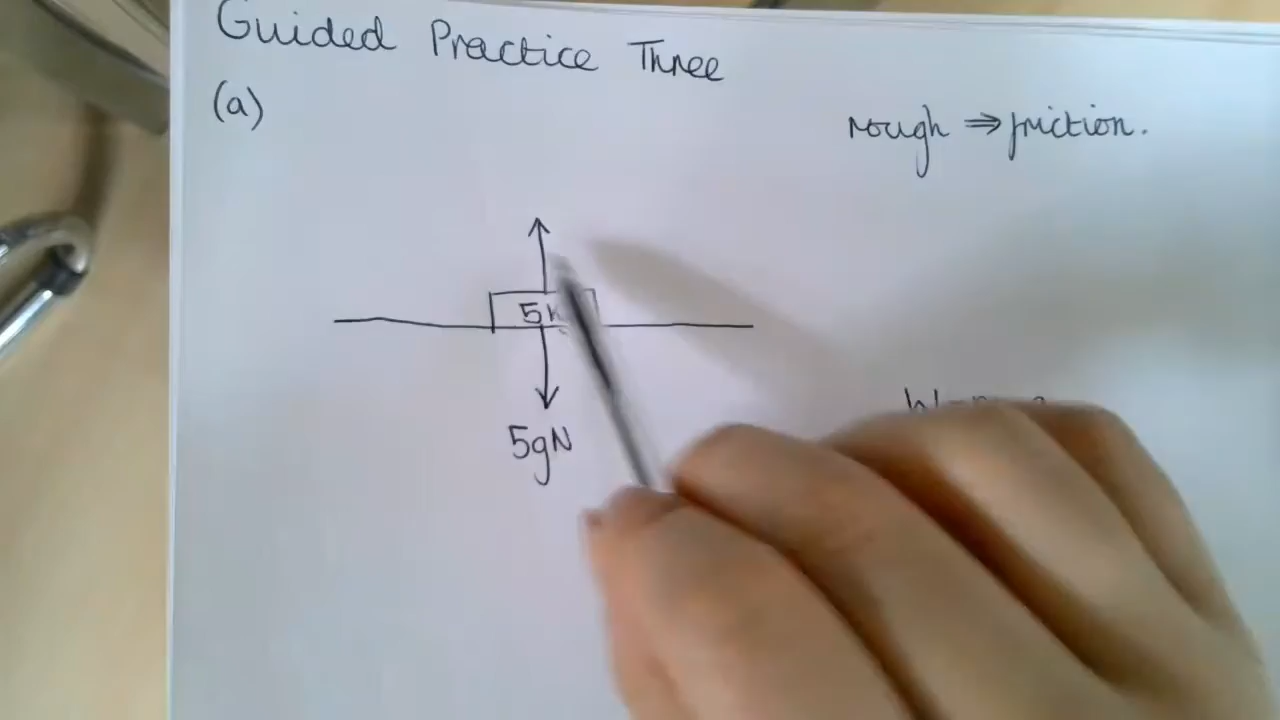 Guided Practice Three
(a)
rough ⇒ friction.
5gN